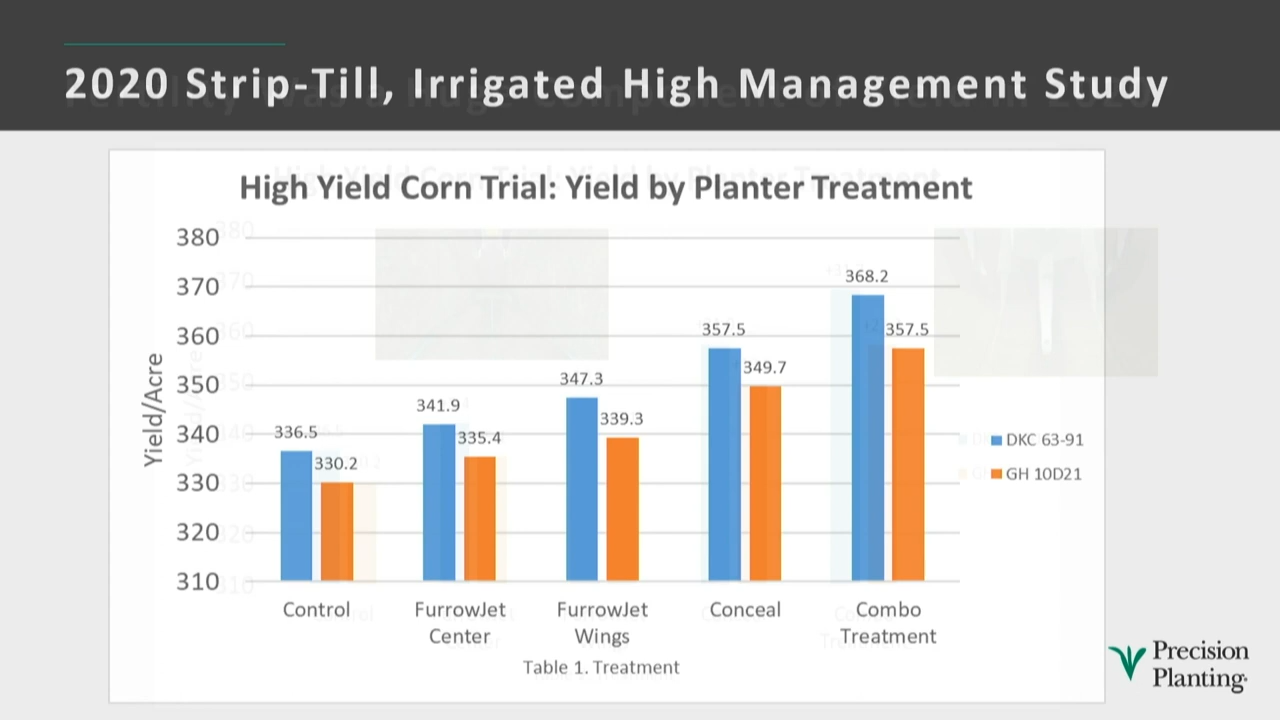 2020 Strip-Till, Irrigated High Management Study
High Yield Corn Trial: Yield by Planter Treatment
380
370
360
350
340
330
320
310
Yield/Acre
336.5
330.2
341.9
335.4
347.3
339.3
357.5
349.7
368.2
357.5
DKC 63-91
GH 10D21
Control
FurrowJet
Center
FurrowJet
Wings
Conceal
Combo
Treatment
Table 1. Treatment
Precision
Planting